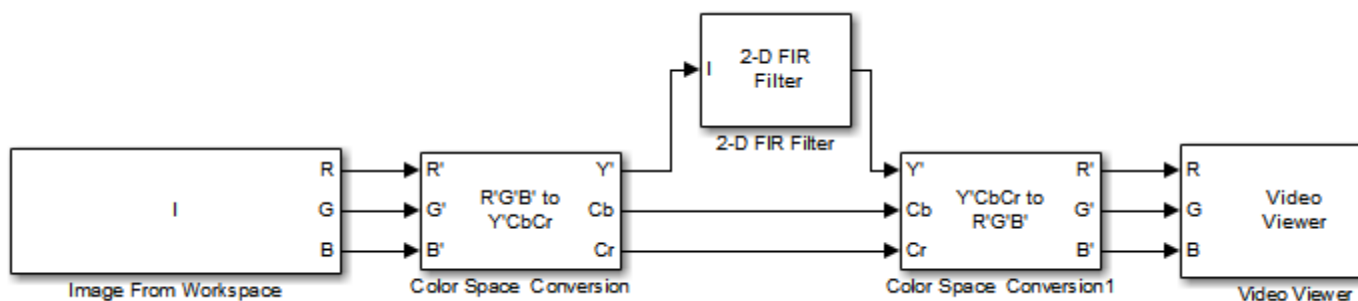 2-D FIR
Filter
I
2-D FIR Filter
I
R
G
B
Image From Workspace
R'
G'
B'
R'G'B' to
Y'CbCr
Y'
Cb
Cr
Color Space Conversion
Y'
Cb
Cr
Y'CbCr to
R'G'B'
R'
G'
B'
Color Space Conversion1
R
G
B
Video
Viewer
Video Viewer